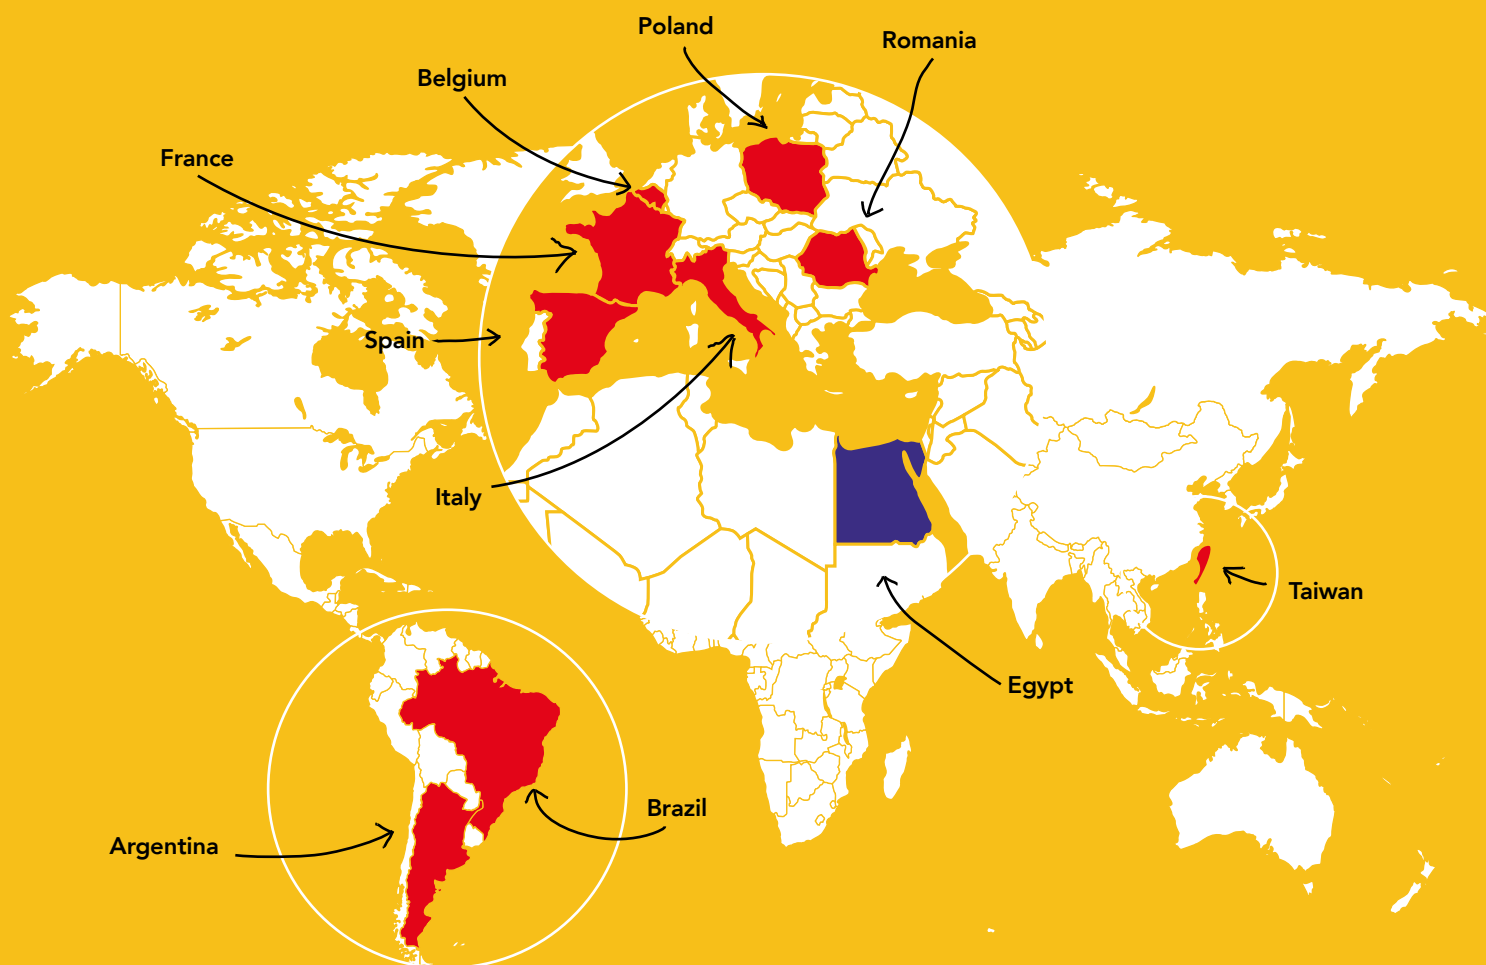 Poland
Romania
Belgium
France
Spain
Italy
Taiwan
Egypt
Brazil
Argentina